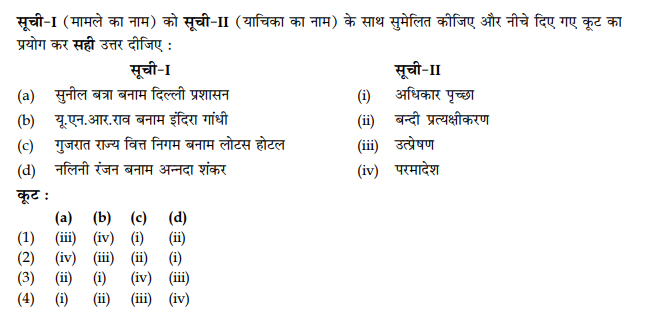 सूची-I (मामले का नाम) को सूची-II (याचिका का नाम) के साथ सुमेलित कीजिए और नीचे दिए गए कूट का
प्रयोग कर सही उत्तर दीजिए :
सूची-I सूची-II
(a) सुनील बत्रा बनाम दिल्ली प्रशासन (i) अधिकार पृच्छा
(b) यू.एन.आर.राव बनाम इंदिरा गांधी (ii) बन्दी प्रत्यक्षीकरण
(c) गुजरात राज्य वित्त निगम बनाम लोटस होटल (iii) उत्प्रेषण
(d) नलिनी रंजन बनाम अन्नदा शंकर (iv) परमादेश
कूट :
(a) (b) (c) (d)
(1) (iii) (iv) (i) (ii)
(2) (iv) (iii) (ii) (i)
(3) (ii) (i) (iv) (iii)
(4) (i) (ii) (iii) (iv)